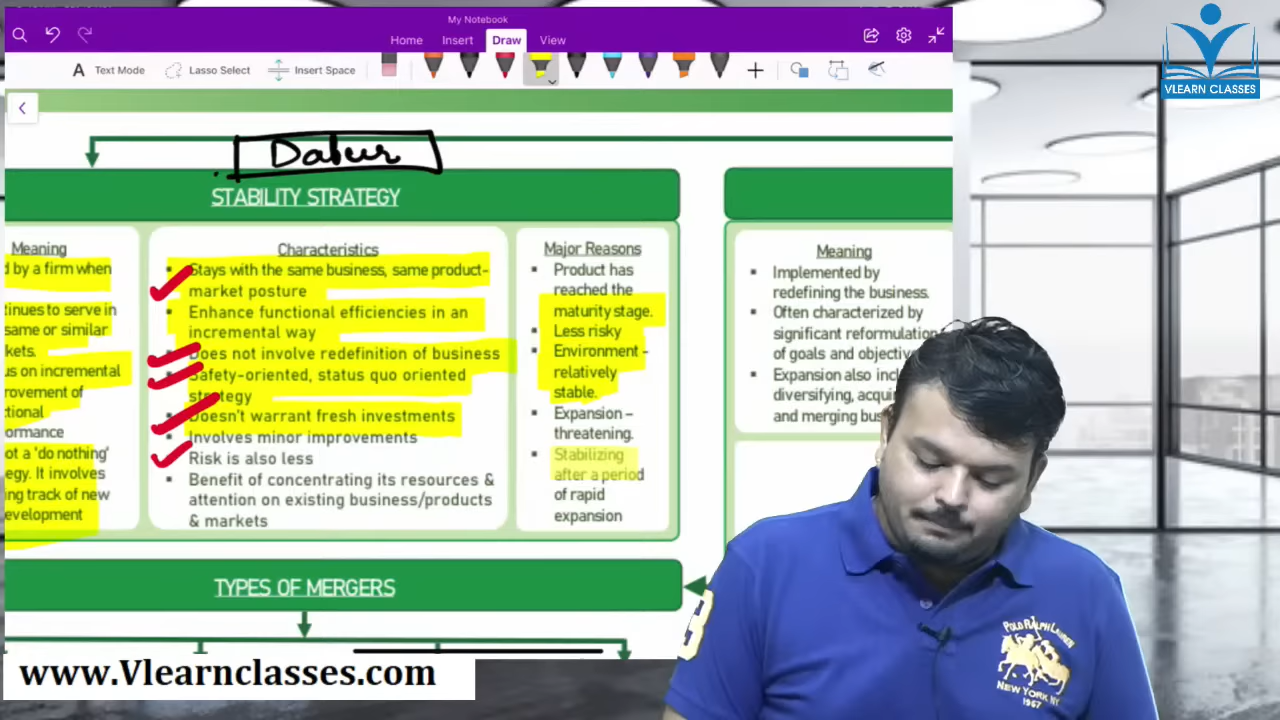 My Notebook
Home Insert Draw View
Text Mode Lasso Select Insert Space
VLEARN CLASSES
Dabur
STABILITY STRATEGY
Meaning
d by a firm when
tinues to serve in
same or similar
kets.
us on incremental
rovement of
ctional
ormance
ot a 'do nothing'
egy. It involves
ing track of new
evelopment
Characteristics
Stays with the same business, same product-
market posture
Enhance functional efficiencies in an
incremental way
Does not involve redefinition of business
Safety-oriented, status quo oriented
strategy
Doesn't warrant fresh investments
Involves minor improvements
Risk is also less
Benefit of concentrating its resources &
attention on existing business/products
& markets
Major Reasons
Product has
reached the
maturity stage.
Less risky
Environment -
relatively
stable.
Expansion –
threatening.
Stabilizing
after a period
of rapid
expansion
Meaning
Implemented by
redefining the business.
Often characterized by
significant reformulation
of goals and objectiv
Expansion also inc
diversifying, acqui
and merging bus
TYPES OF MERGERS
www.Vlearnclasses.com
3
POLO RALPH LAUREN
NEW YORK NY
1967